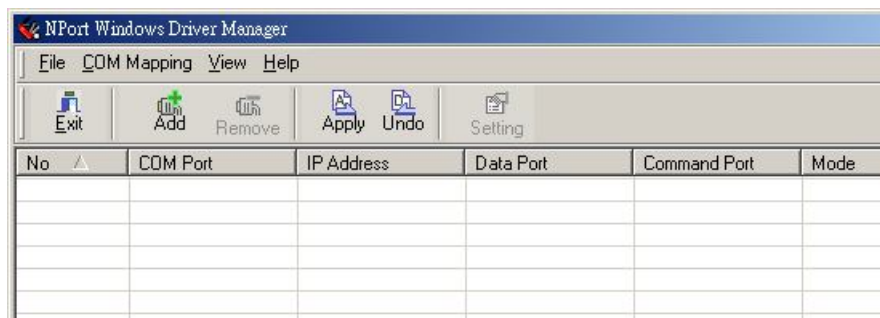 NPort Windows Driver Manager
File COM Mapping View Help
Exit Add Remove Apply Undo Setting
No COM Port IP Address Data Port Command Port Mode